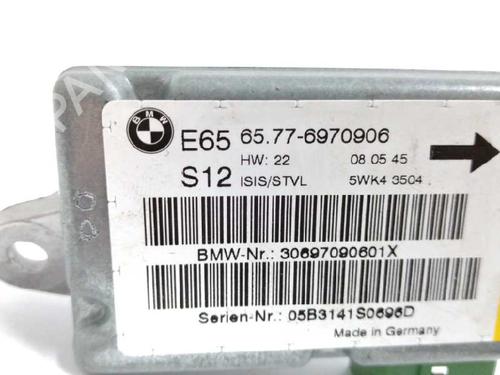 BMW
E65 65.77-6970906
HW: 22 08 05 45
S12 ISIS/STVL 5WK4 3504
BMW-Nr.: 30697090601X
Serien-Nr.: 05B3141S0696D
Made in Germany